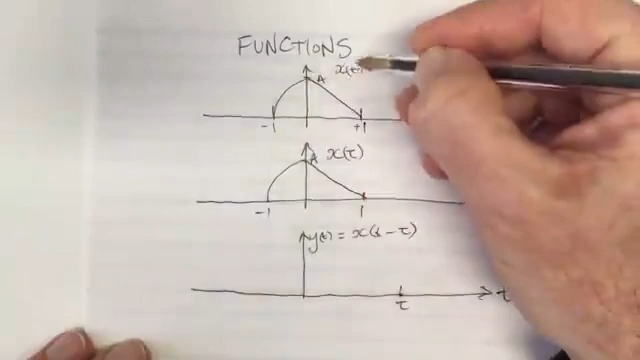 FUNCTIONS
x(t)
A
-1 +1
A x(τ)
-1 1
y(t) = x(t-τ)
τ t